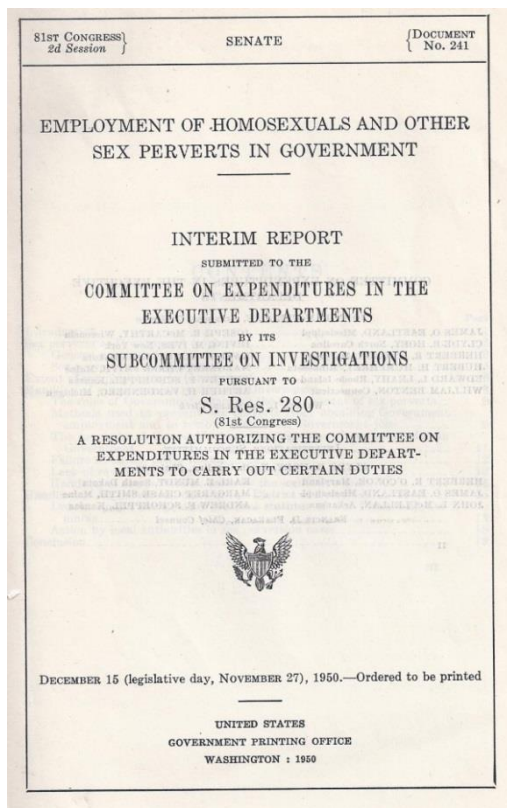 81ST CONGRESS
2d Session
SENATE
DOCUMENT
No. 241
EMPLOYMENT OF HOMOSEXUALS AND OTHER
SEX PERVERTS IN GOVERNMENT
INTERIM REPORT
SUBMITTED TO THE
COMMITTEE ON EXPENDITURES IN THE
EXECUTIVE DEPARTMENTS
BY ITS
SUBCOMMITTEE ON INVESTIGATIONS
PURSUANT TO
S. Res. 280
(81st Congress)
A RESOLUTION AUTHORIZING THE COMMITTEE ON
EXPENDITURES IN THE EXECUTIVE DEPART-
MENTS TO CARRY OUT CERTAIN DUTIES
DECEMBER 15 (legislative day, NOVEMBER 27), 1950.—Ordered to be printed
UNITED STATES
GOVERNMENT PRINTING OFFICE
WASHINGTON : 1950